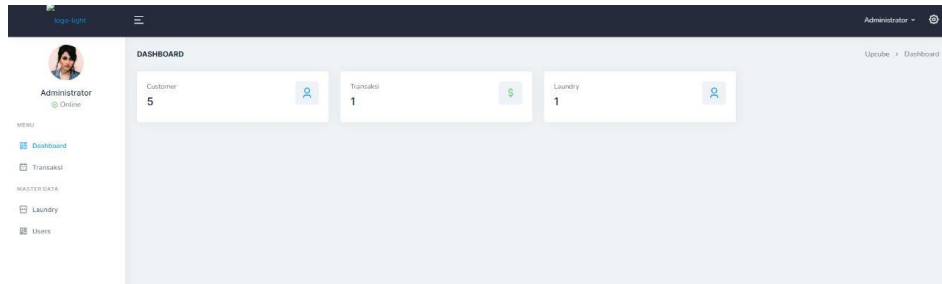 logo-light
Administrator
DASHBOARD
Upcube > Dashboard
Administrator
Online
Customer
5
Transaksi
1
Laundry
1
MENU
Dashboard
Transaksi
MASTER DATA
Laundry
Users